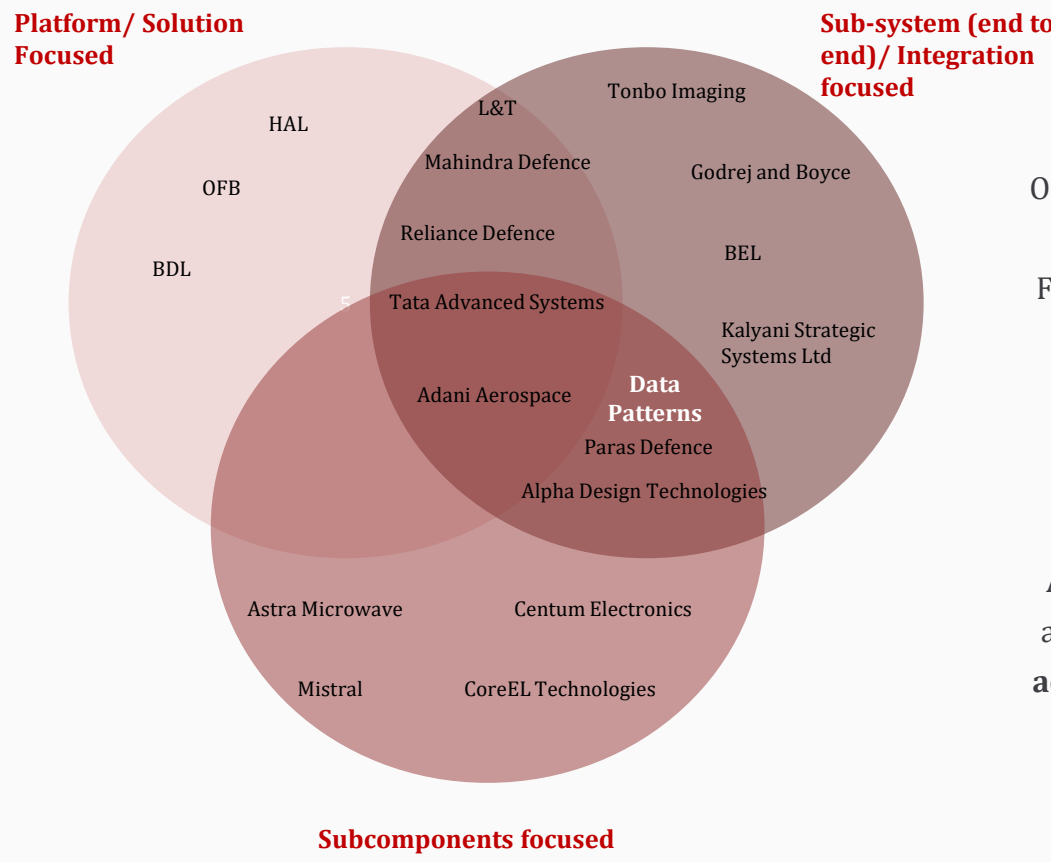 Platform/ Solution
Focused
Sub-system (end to
end)/ Integration
focused
L&T
Tonbo Imaging
HAL
Mahindra Defence
Godrej and Boyce
OFB
Reliance Defence
BEL
BDL
5
Tata Advanced Systems
Kalyani Strategic
Systems Ltd
Adani Aerospace
Data
Patterns
Paras Defence
Alpha Design Technologies
Astra Microwave
Centum Electronics
Mistral
CoreEL Technologies
Subcomponents focused